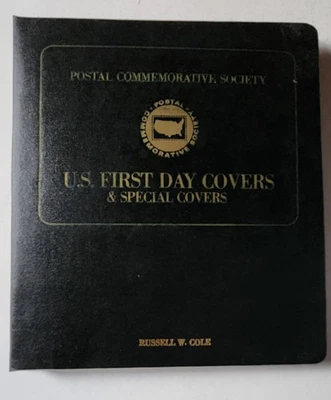 POSTAL COMMEMORATIVE SOCIETY
POSTAL
COMMEMORATIVE SOCIETY
U.S. FIRST DAY COVERS
& SPECIAL COVERS
RUSSELL W. COLE